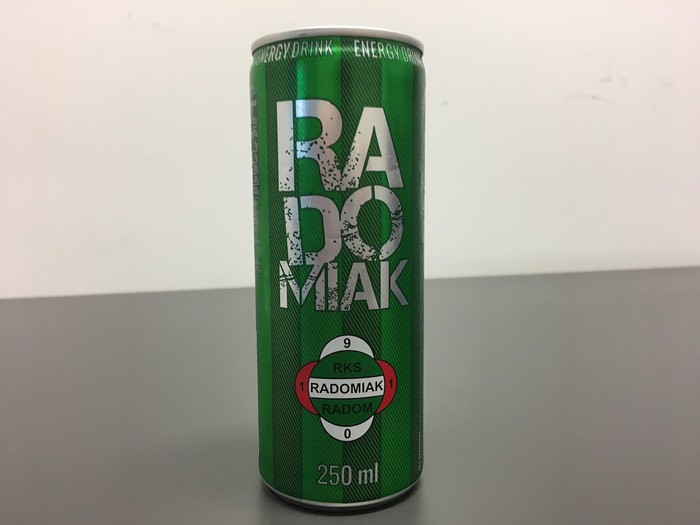 ENERGY DRINK ENERGY DRINK
RA
DO
MIAK
9
RKS
1 RADOMIAK 1
RADOM
0
250 ml